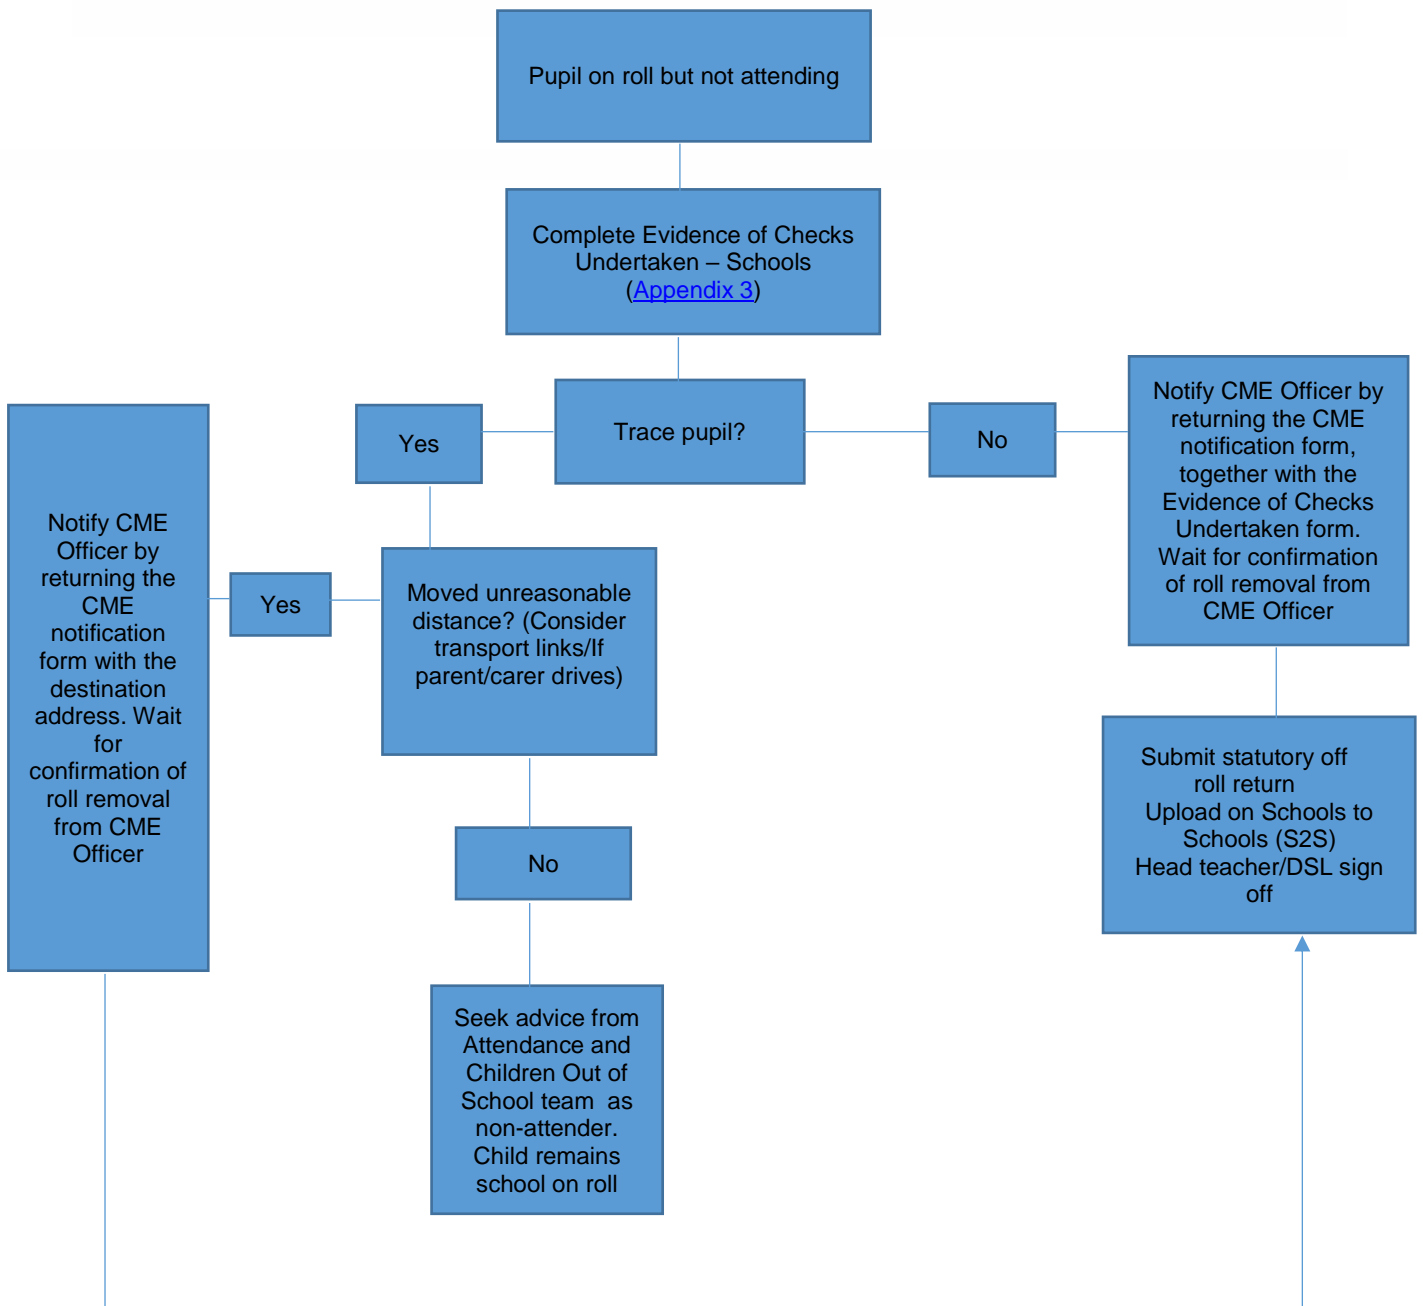 Pupil on roll but not attending
Complete Evidence of Checks
Undertaken – Schools
(Appendix 3)
Trace pupil?
Yes
No
Notify CME Officer by
returning the CME
notification form,
together with the
Evidence of Checks
Undertaken form.
Wait for confirmation
of roll removal from
CME Officer
Notify CME
Officer by
returning the
CME
notification
form with the
destination
address. Wait
for
confirmation of
roll removal
from CME
Officer
Yes
Moved unreasonable
distance? (Consider
transport links/If
parent/carer drives)
Submit statutory off
roll return
Upload on Schools to
Schools (S2S)
Head teacher/DSL sign
off
No
Seek advice from
Attendance and
Children Out of
School team as
non-attender.
Child remains
school on roll